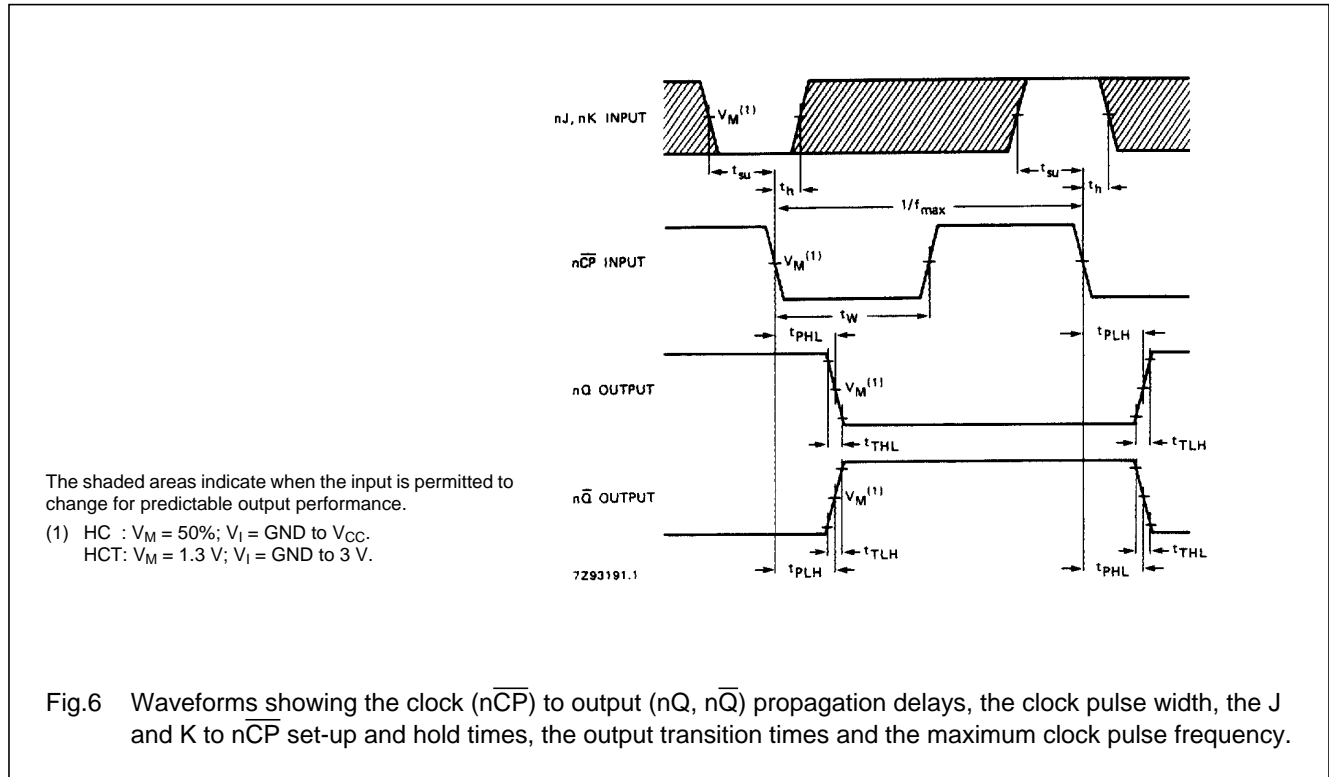 nJ, nK INPUT
V_M(1)
t_su
t_h
t_su
t_h
1/f_max
nC̅P̅ INPUT
V_M(1)
t_W
t_PHL
t_PLH
nQ OUTPUT
V_M(1)
t_THL
t_TLH
The shaded areas indicate when the input is permitted to
change for predictable output performance.
(1) HC : V_M = 50%; V_I = GND to V_CC.
HCT: V_M = 1.3 V; V_I = GND to 3 V.
nQ̅ OUTPUT
V_M(1)
t_TLH
t_THL
t_PLH
t_PHL
7Z93191.1
Fig.6 Waveforms showing the clock (nC̅P̅) to output (nQ, nQ̅) propagation delays, the clock pulse width, the J
and K to nC̅P̅ set-up and hold times, the output transition times and the maximum clock pulse frequency.